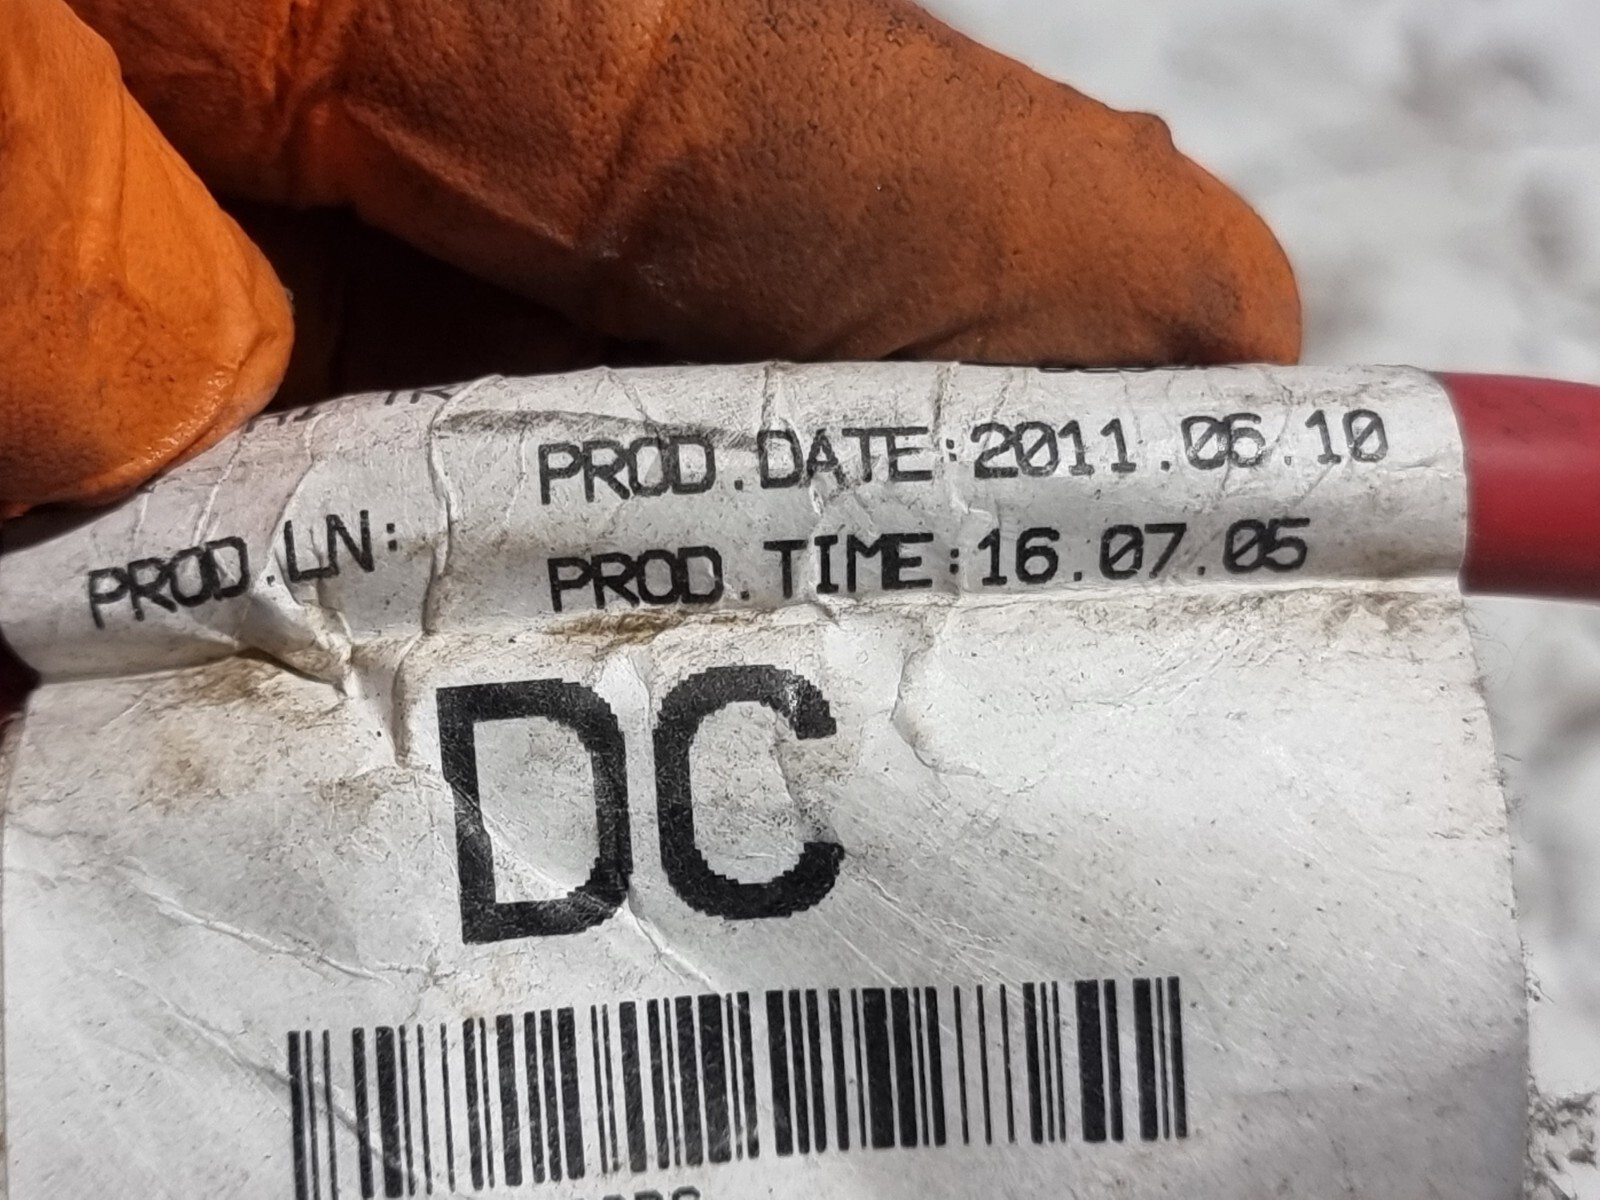 PROD.DATE:2011.06.10
PROD.LN:
PROD.TIME:16.07.05
DC